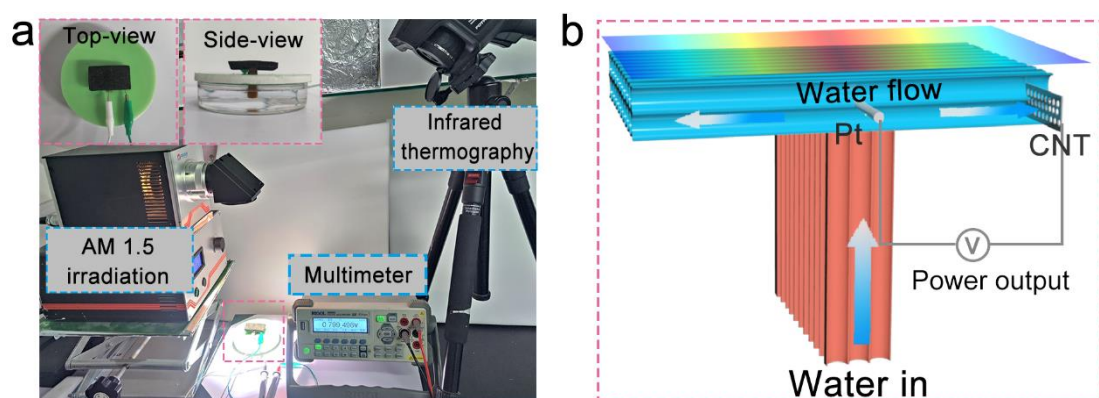 a
Top-view
Side-view
Infrared
thermography
AM 1.5
irradiation
Multimeter
b
Water flow
Pt
CNT
V
Power output
Water in